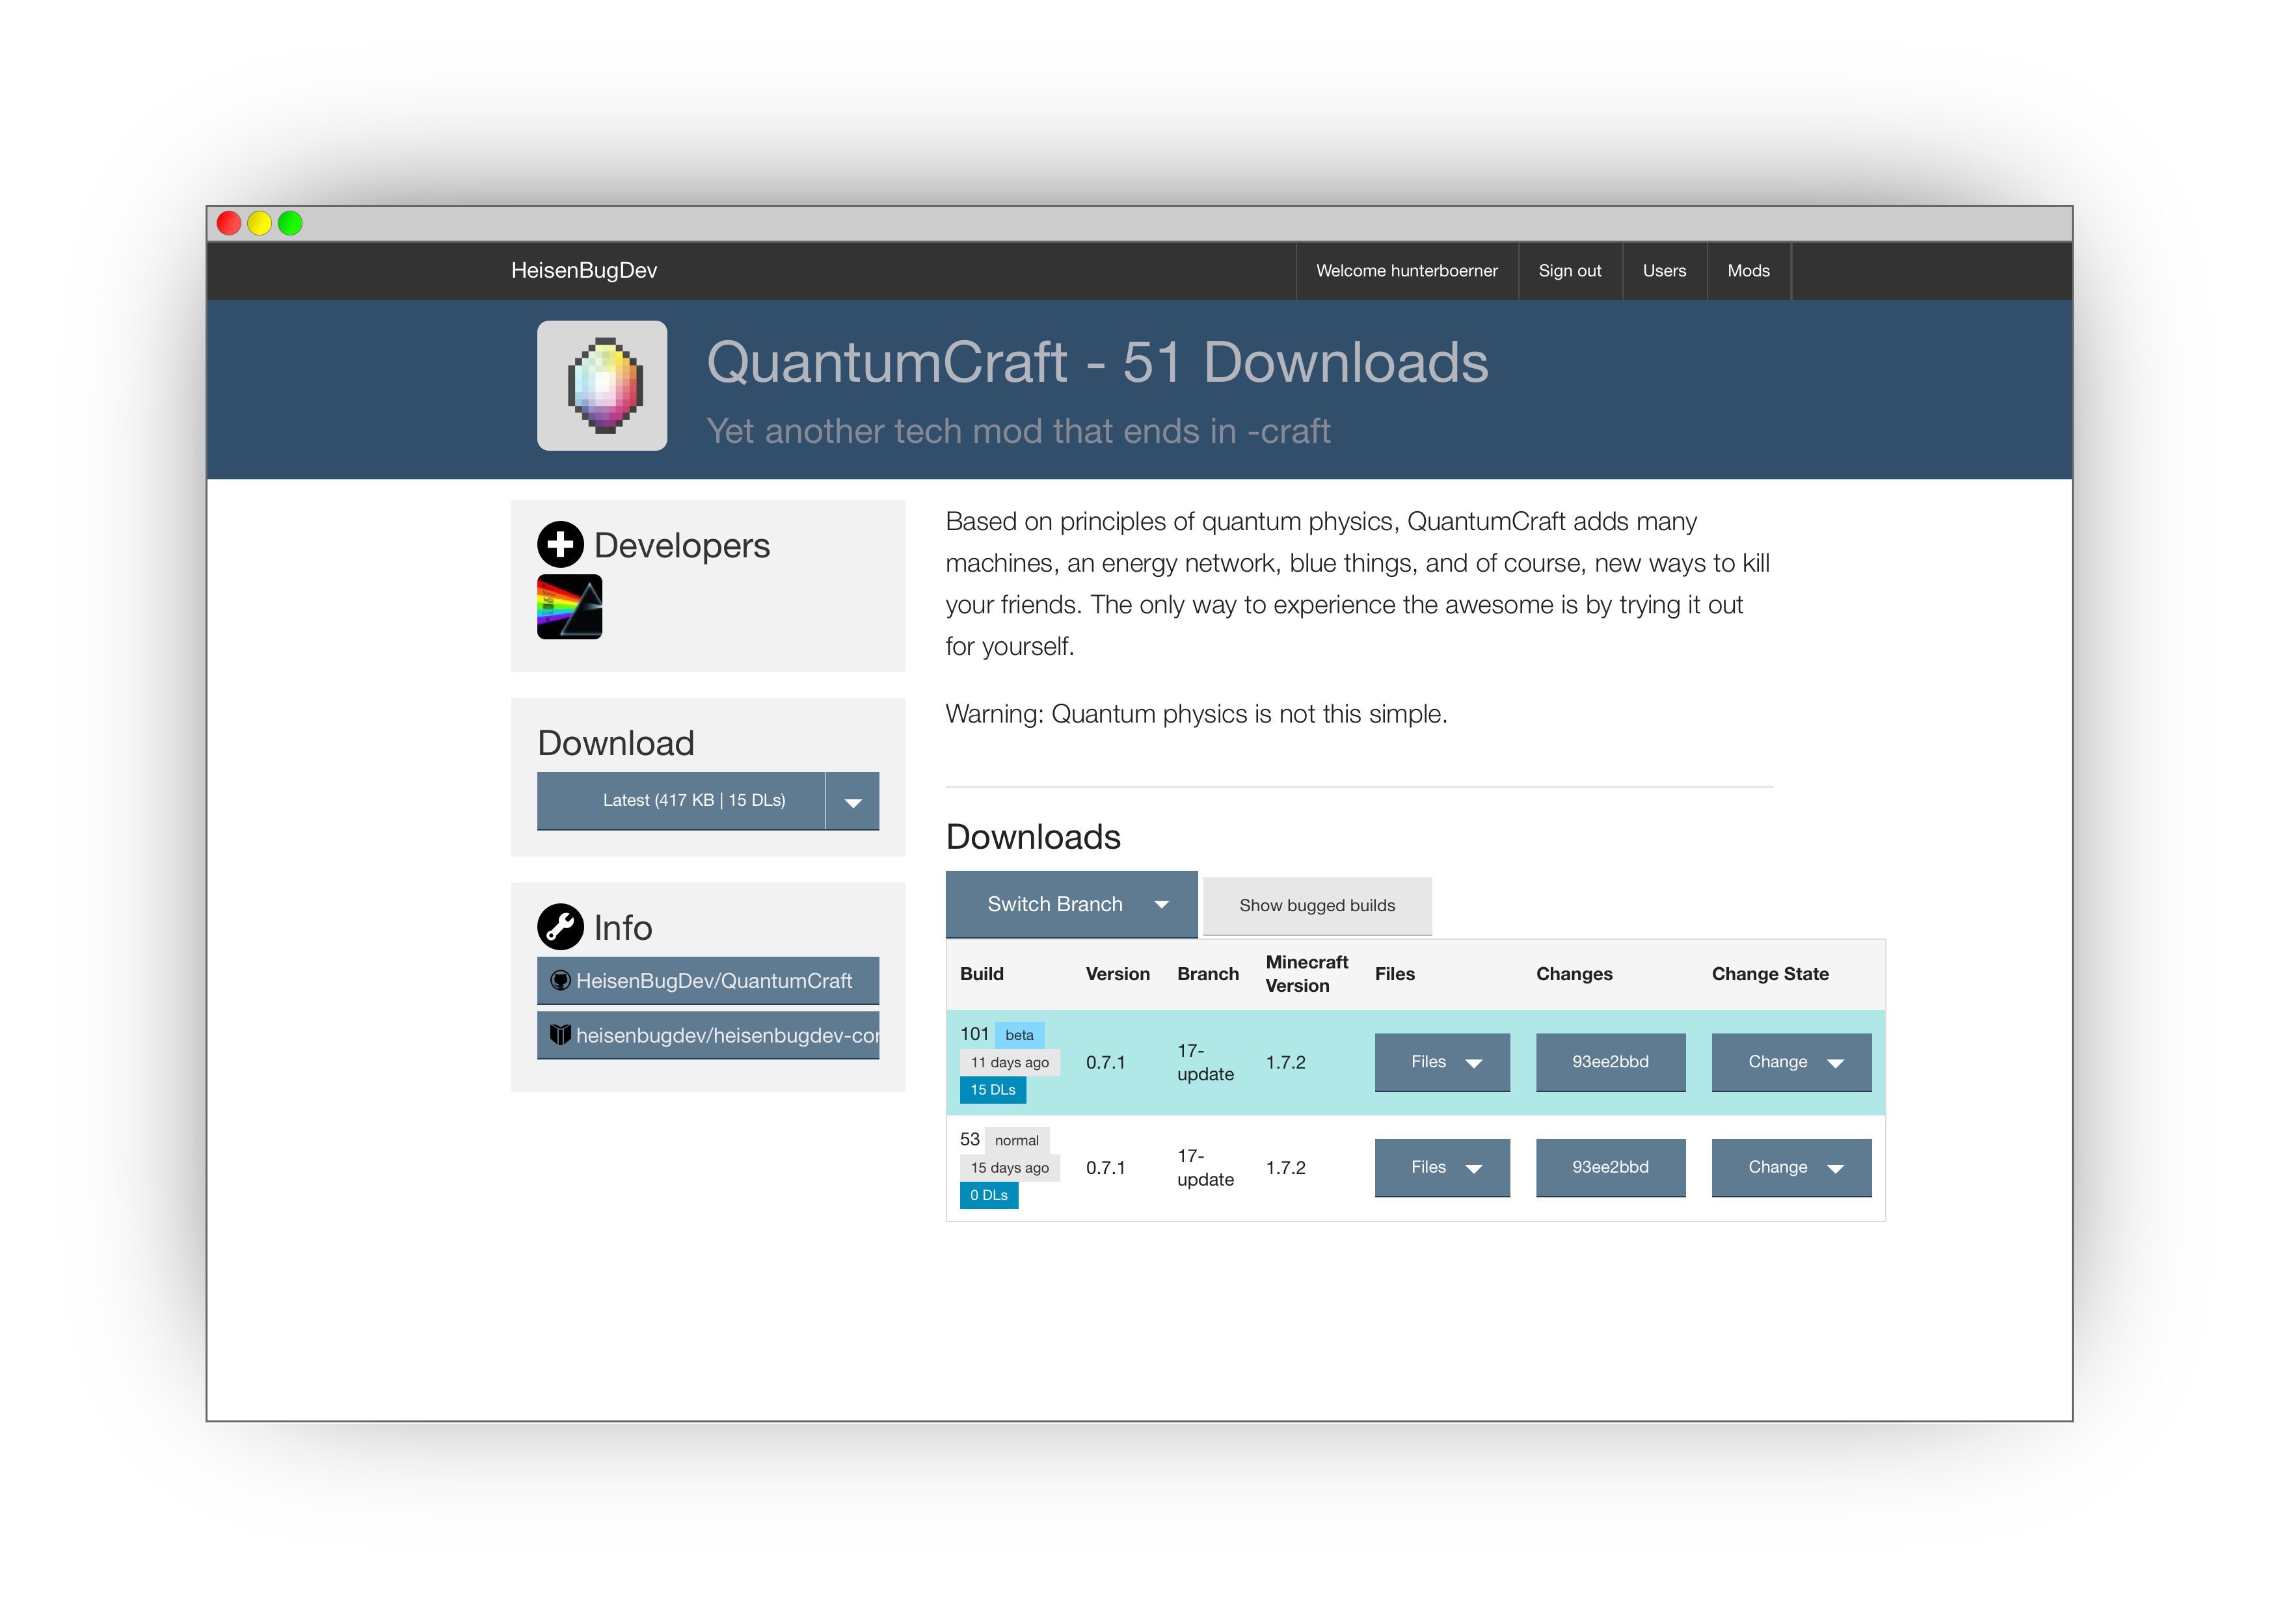 HeisenBugDev
Welcome hunterboerner
Sign out
Users
Mods
QuantumCraft - 51 Downloads
Yet another tech mod that ends in -craft
Developers
Download
Latest (417 KB | 15 DLs)
Info
HeisenBugDev/QuantumCraft
heisenbugdev/heisenbugdev-cor
Based on principles of quantum physics, QuantumCraft adds many
machines, an energy network, blue things, and of course, new ways to kill
your friends. The only way to experience the awesome is by trying it out
for yourself.
Warning: Quantum physics is not this simple.
Downloads
Switch Branch
Show bugged builds
Build
Version
Branch
Minecraft
Version
Files
Changes
Change State
101 beta
11 days ago
15 DLs
0.7.1
17-
update
1.7.2
Files
93ee2bbd
Change
53 normal
15 days ago
0 DLs
0.7.1
17-
update
1.7.2
Files
93ee2bbd
Change